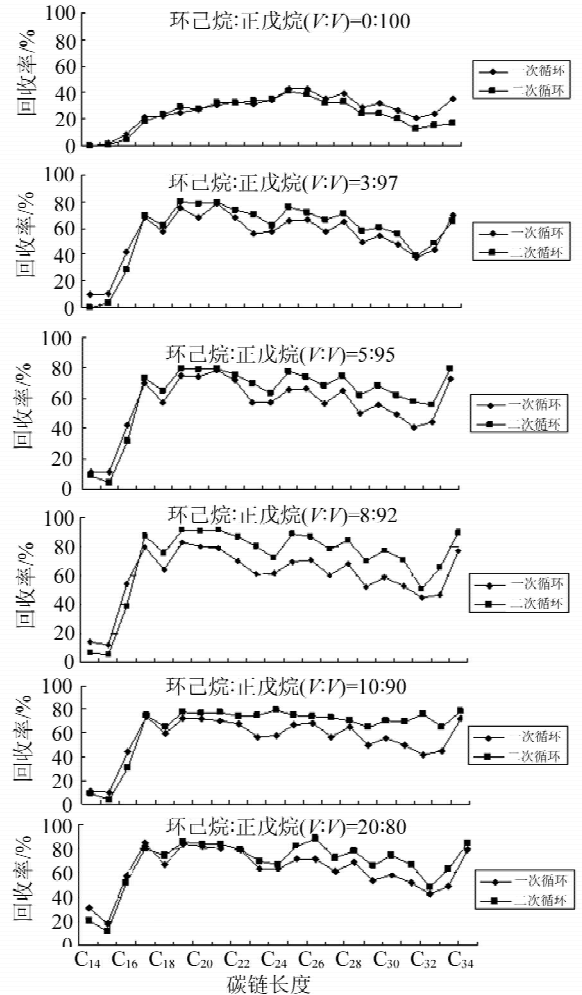 环己烷:正戊烷(V:V)=0:100
回收率/%
100
80
60
40
20
0
一次循环
二次循环
环己烷:正戊烷(V:V)=3:97
回收率/%
100
80
60
40
20
0
一次循环
二次循环
环己烷:正戊烷(V:V)=5:95
回收率/%
100
80
60
40
20
0
一次循环
二次循环
环己烷:正戊烷(V:V)=8:92
回收率/%
100
80
60
40
20
0
一次循环
二次循环
环己烷:正戊烷(V:V)=10:90
回收率/%
100
80
60
40
20
0
一次循环
二次循环
环己烷:正戊烷(V:V)=20:80
回收率/%
100
80
60
40
20
0
一次循环
二次循环
C14 C16 C18 C20 C22 C24 C26 C28 C30 C32 C34
碳链长度